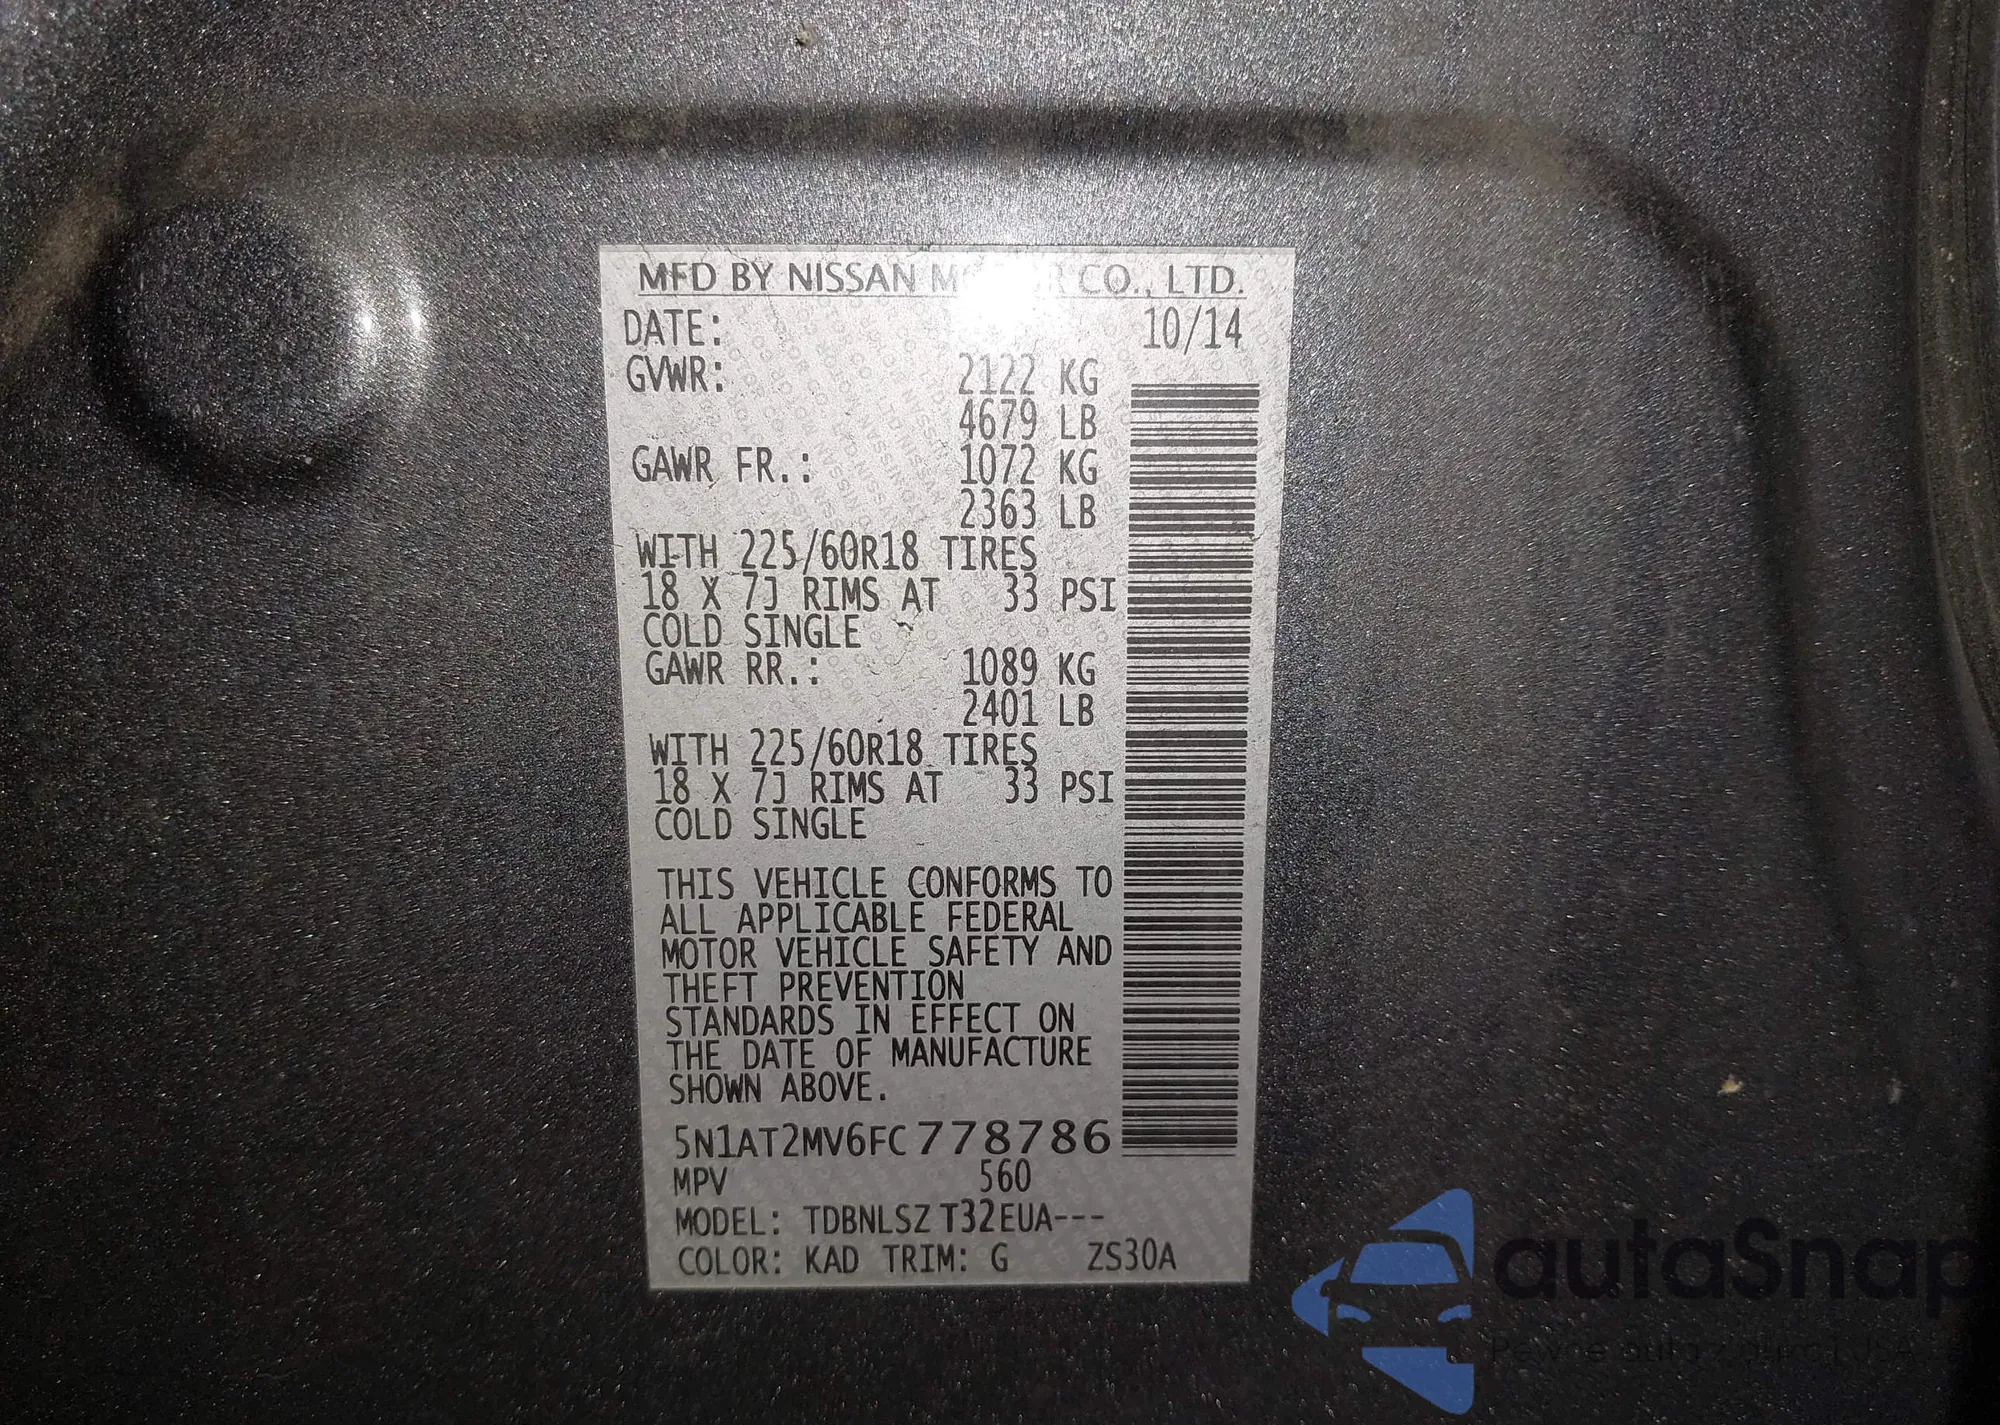 MFD BY NISSAN MOTOR CO., LTD.
DATE: 10/14
GVWR: 2122 KG
4679 LB
GAWR FR.: 1072 KG
2363 LB
WITH 225/60R18 TIRES
18 X 7J RIMS AT 33 PSI
COLD SINGLE
GAWR RR.: 1089 KG
2401 LB
WITH 225/60R18 TIRES
18 X 7J RIMS AT 33 PSI
COLD SINGLE
THIS VEHICLE CONFORMS TO
ALL APPLICABLE FEDERAL
MOTOR VEHICLE SAFETY AND
THEFT PREVENTION
STANDARDS IN EFFECT ON
THE DATE OF MANUFACTURE
SHOWN ABOVE.
5N1AT2MV6FC778786
MPV 560
MODEL: TDBNLSZ T32EUA---
COLOR: KAD TRIM: G ZS30A
autaSnap
Pewne auta z